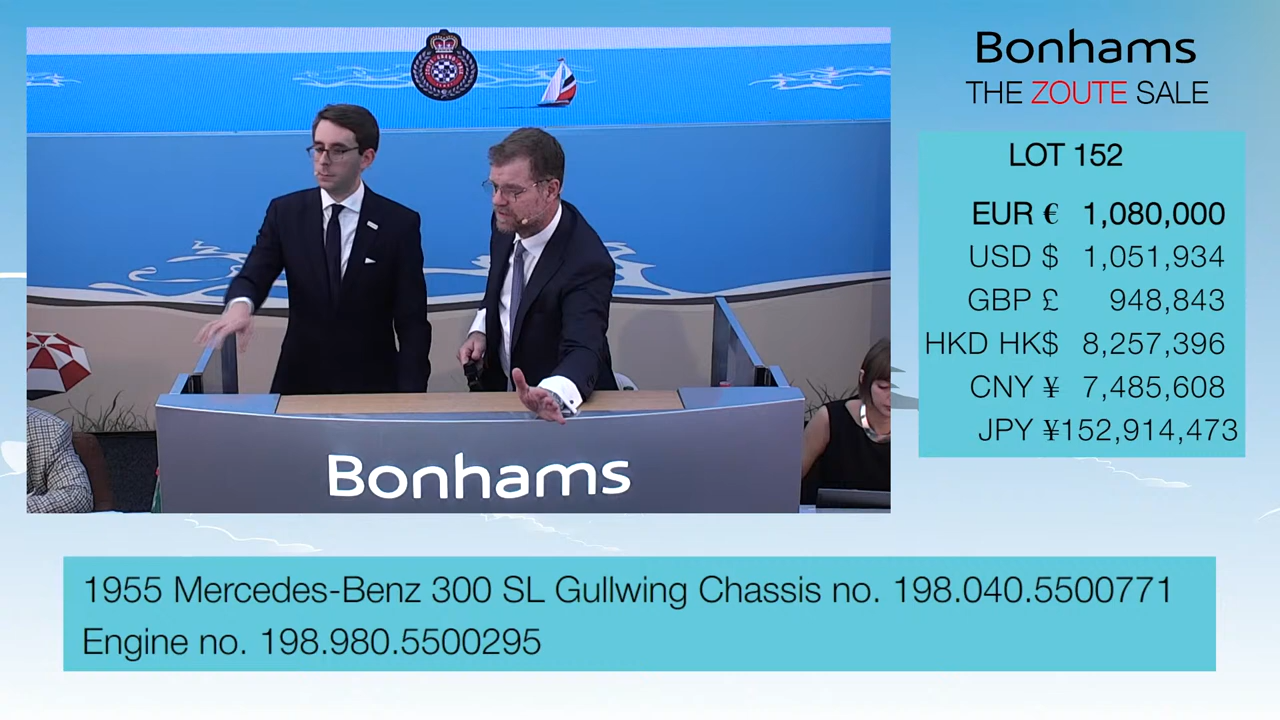 Bonhams
THE ZOUTE SALE
LOT 152
EUR € 1,080,000
USD $ 1,051,934
GBP £ 948,843
HKD HK$ 8,257,396
CNY ¥ 7,485,608
JPY ¥152,914,473
Bonhams
1955 Mercedes-Benz 300 SL Gullwing Chassis no. 198.040.5500771
Engine no. 198.980.5500295